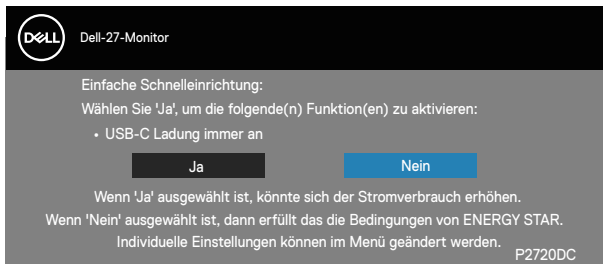 DELL
Dell-27-Monitor
Einfache Schnelleinrichtung:
Wählen Sie 'Ja', um die folgende(n) Funktion(en) zu aktivieren:
• USB-C Ladung immer an
Ja Nein
Wenn 'Ja' ausgewählt ist, könnte sich der Stromverbrauch erhöhen.
Wenn 'Nein' ausgewählt ist, dann erfüllt das die Bedingungen von ENERGY STAR.
Individuelle Einstellungen können im Menü geändert werden.
P2720DC